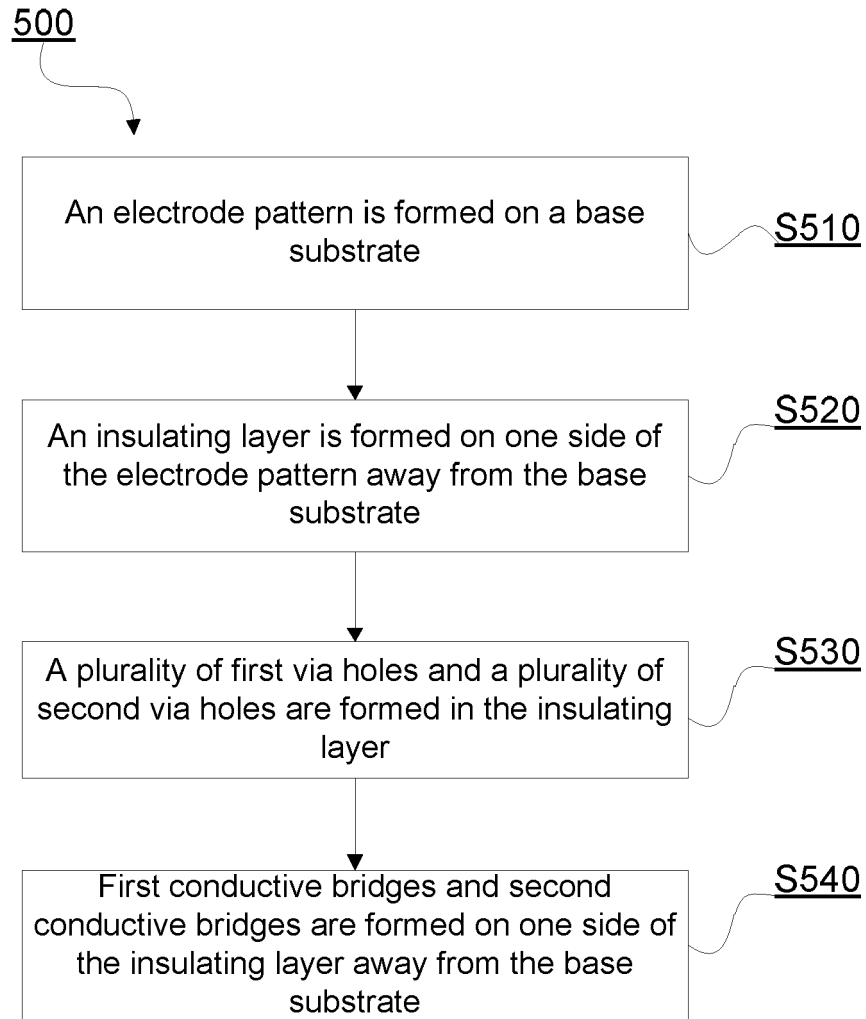 500
An electrode pattern is formed on a base
substrate
S510
An insulating layer is formed on one side of
the electrode pattern away from the base
substrate
S520
A plurality of first via holes and a plurality of
second via holes are formed in the insulating
layer
S530
First conductive bridges and second
conductive bridges are formed on one side of
the insulating layer away from the base
substrate
S540